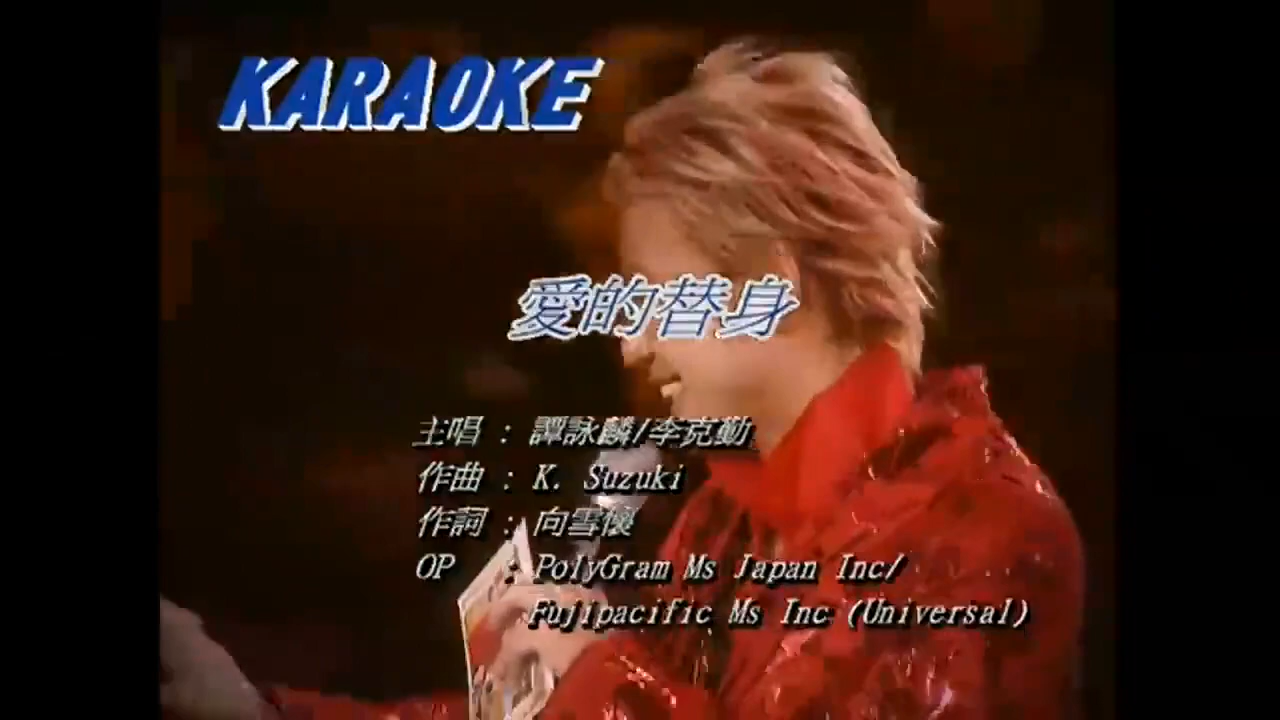 KARAOKE
愛的替身
主唱 : 譚詠麟/李克勤
作曲 : K. Suzuki
作詞 : 向雪懷
OP : PolyGram Ms Japan Inc/
Fujipacific Ms Inc (Universal)